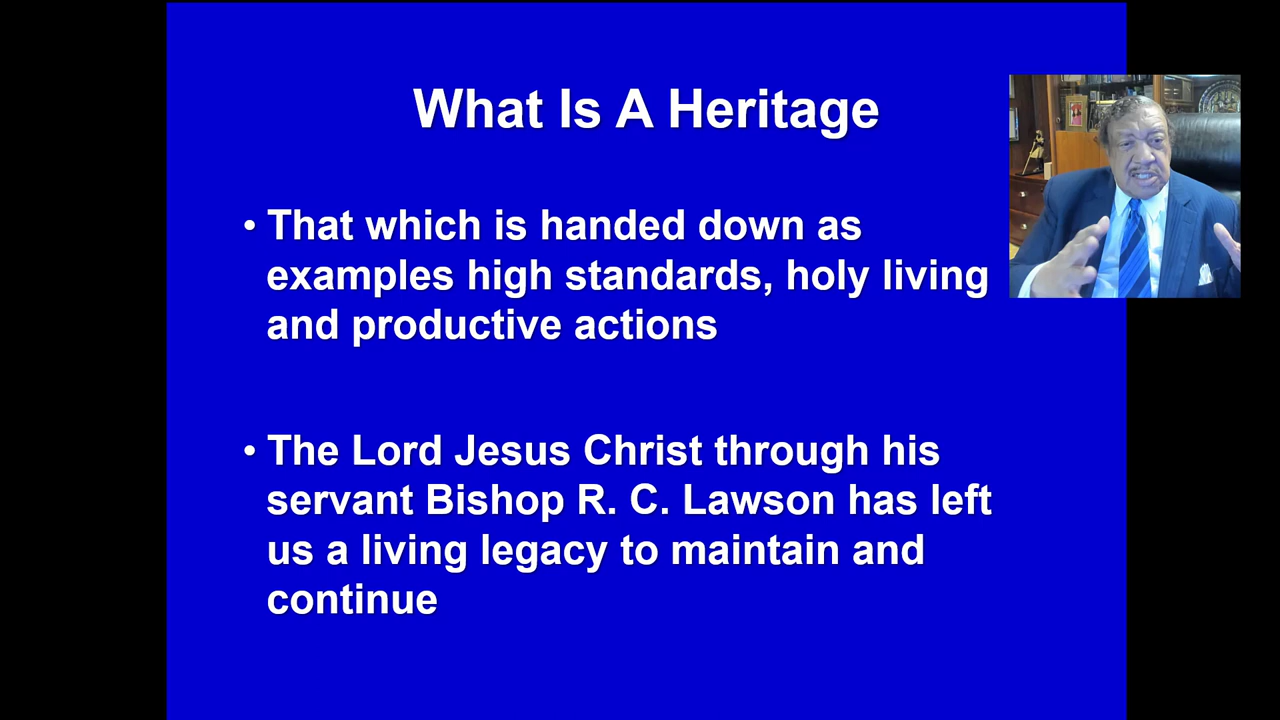 What Is A Heritage
• That which is handed down as
examples high standards, holy living
and productive actions
• The Lord Jesus Christ through his
servant Bishop R. C. Lawson has left
us a living legacy to maintain and
continue